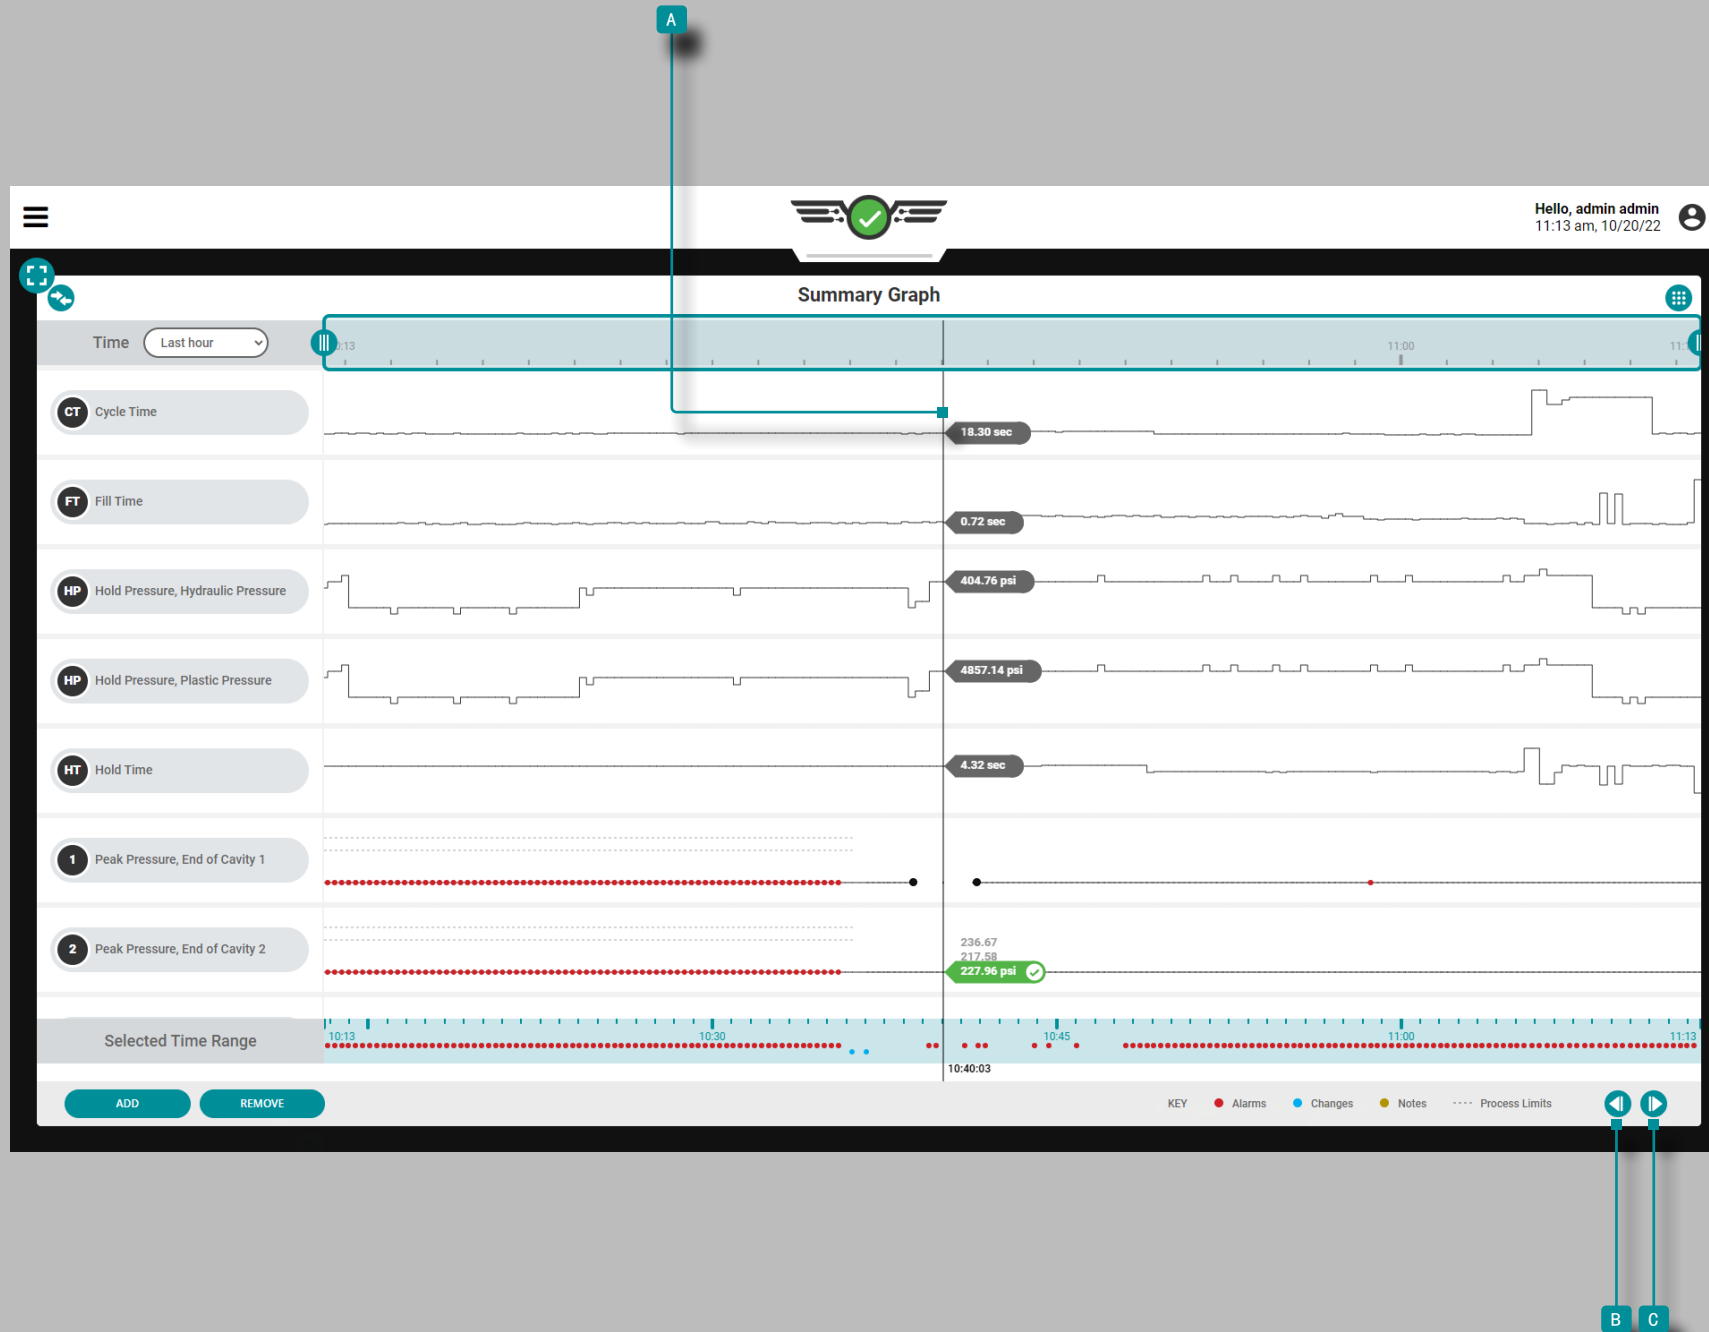 A
Hello, admin admin
11:13 am, 10/20/22
Summary Graph
Time
Last hour
:13
11:00
11:1
CT
Cycle Time
18.30 sec
FT
Fill Time
0.72 sec
HP
Hold Pressure, Hydraulic Pressure
404.76 psi
HP
Hold Pressure, Plastic Pressure
4857.14 psi
HT
Hold Time
4.32 sec
1
Peak Pressure, End of Cavity 1
2
Peak Pressure, End of Cavity 2
236.67
217.58
227.96 psi
Selected Time Range
10:13
10:30
10:45
11:00
11:13
10:40:03
ADD
REMOVE
KEY
Alarms
Changes
Notes
Process Limits
B
C